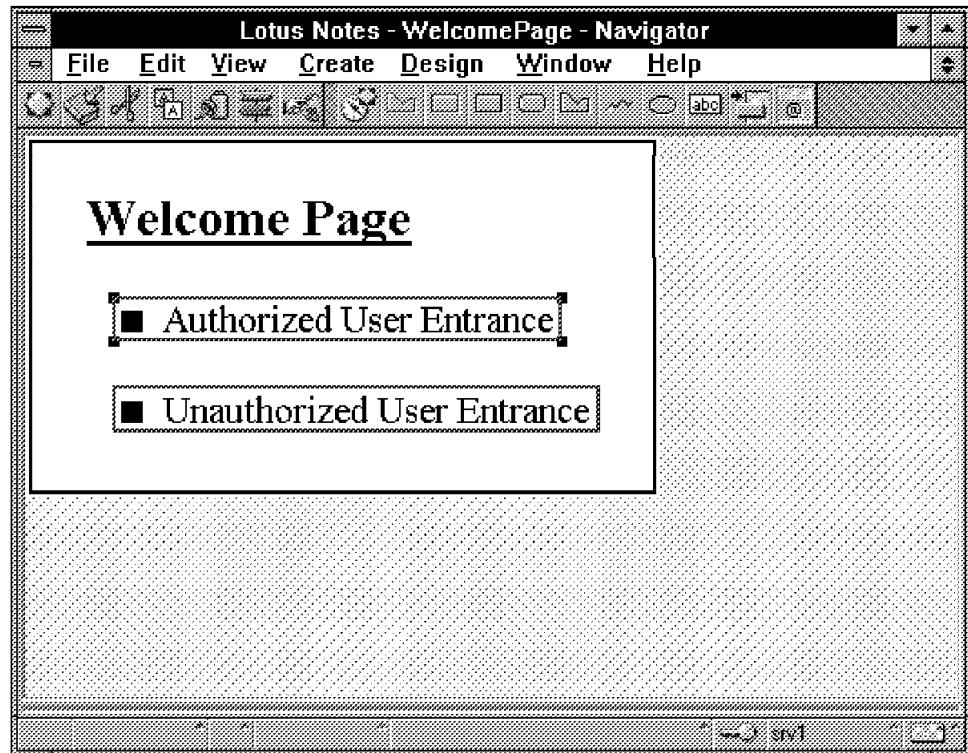 Lotus Notes - WelcomePage - Navigator
File Edit View Create Design Window Help
abc @
Welcome Page
Authorized User Entrance
Unauthorized User Entrance
srv1